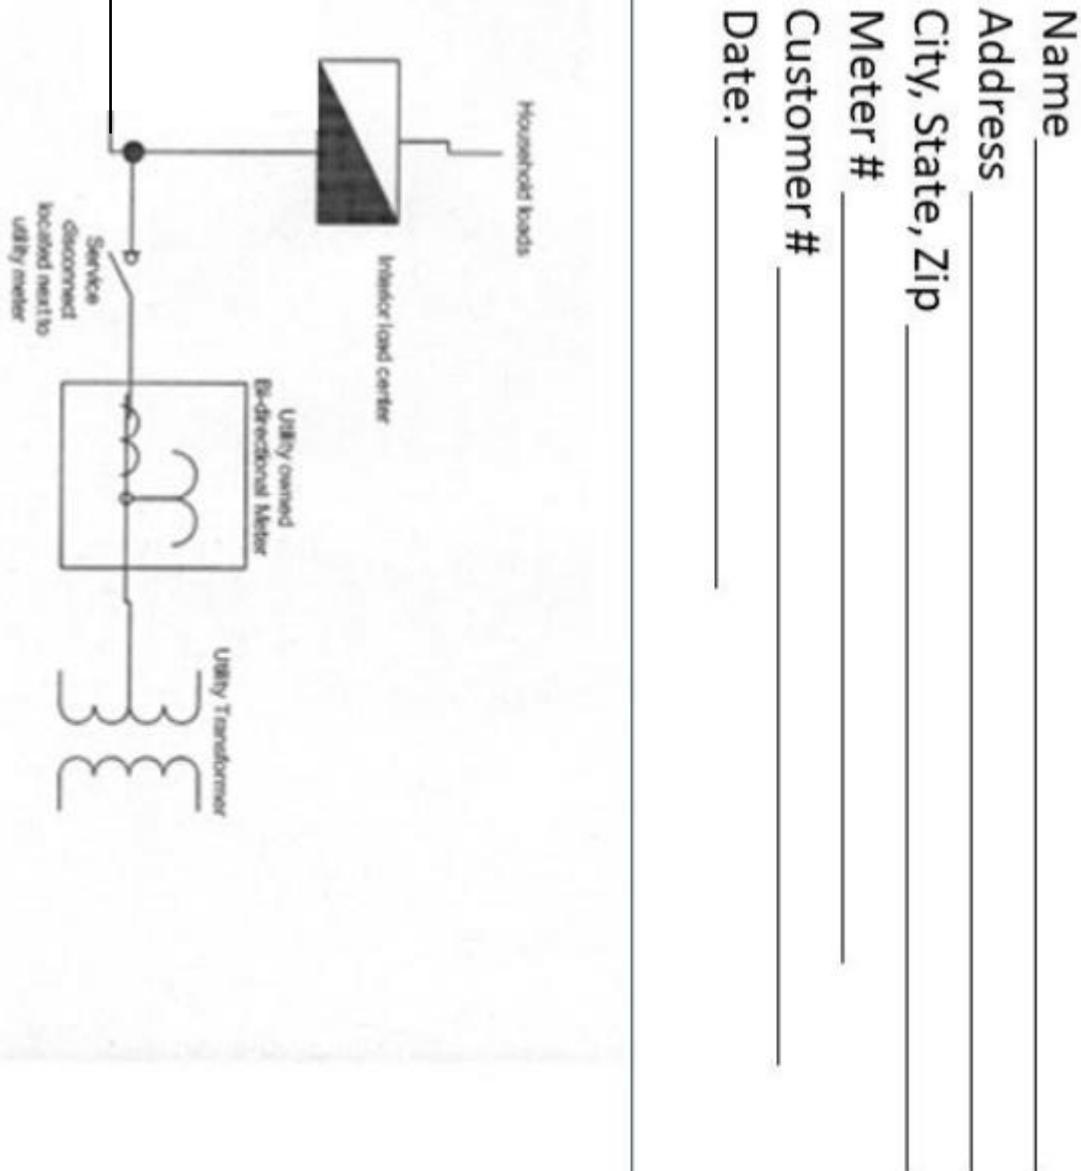 Name
Address
City, State, Zip
Meter #
Customer #
Date:
Household loads
Interior load center
Utility owned
Bi-directional Meter
Utility Transformer
Service
disconnect
located next to
utility meter